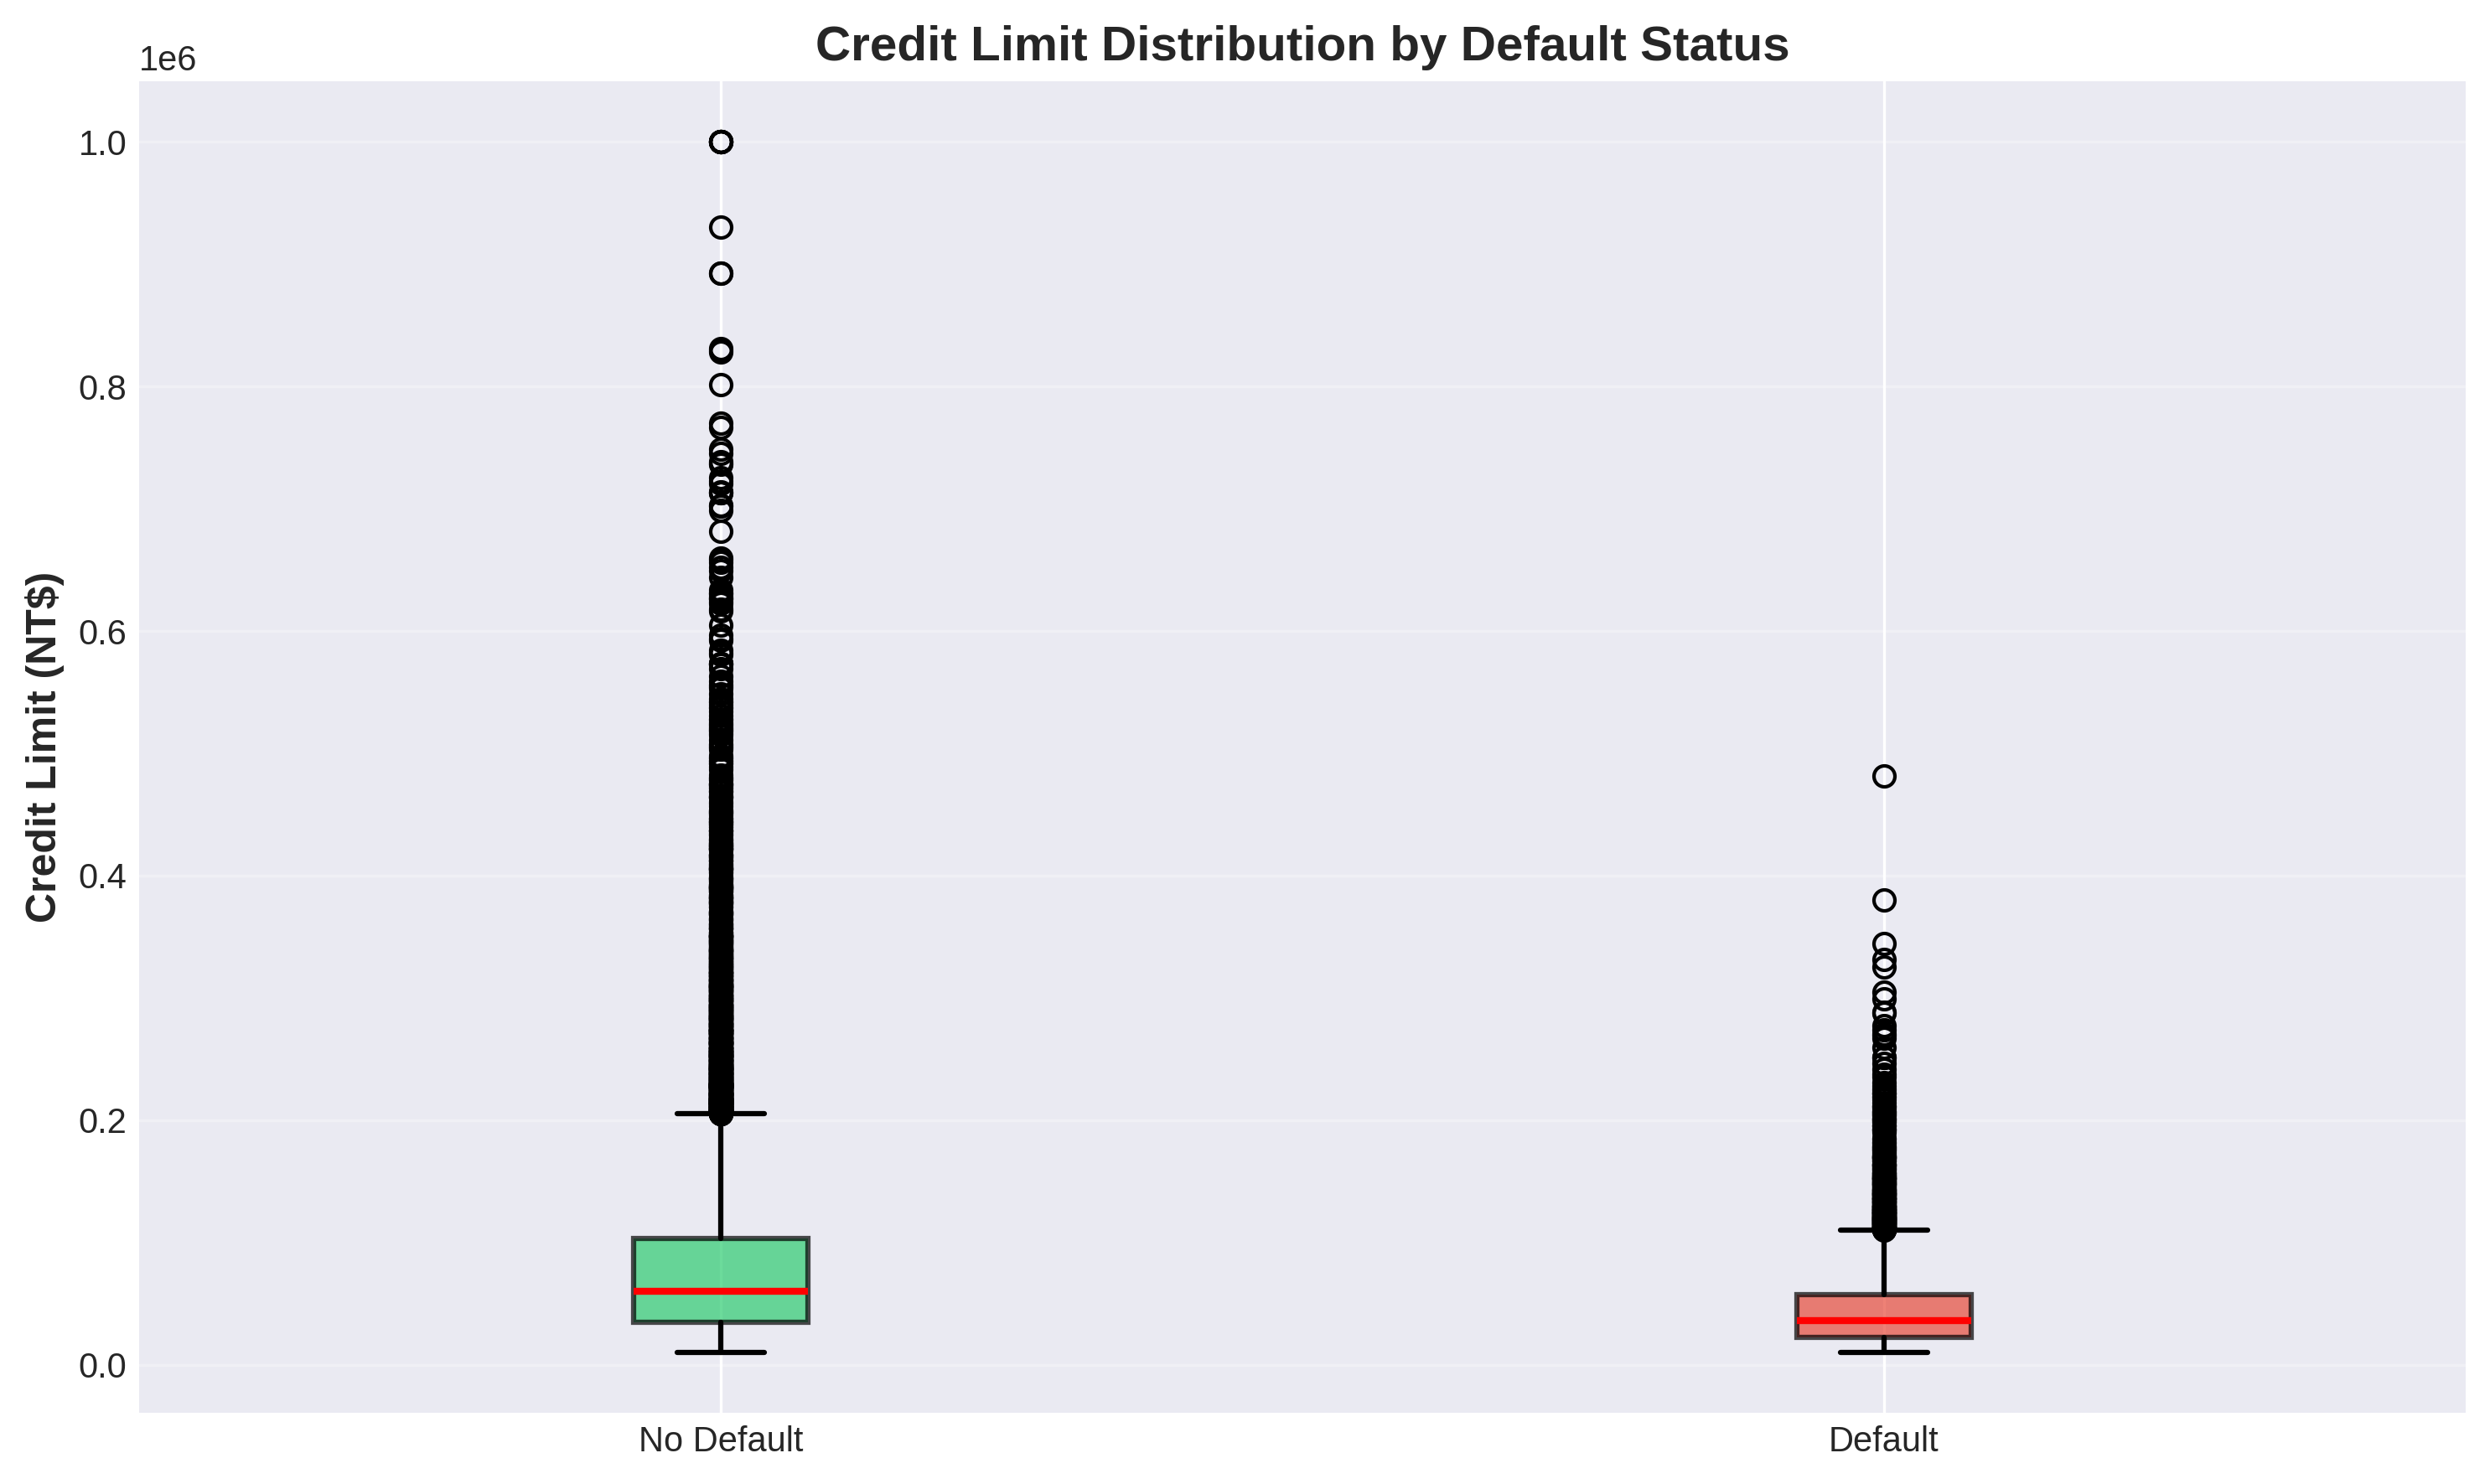 Credit Limit Distribution by Default Status
1e6
1.0
0.8
0.6
0.4
0.2
0.0
Credit Limit (NT$)
No Default
Default